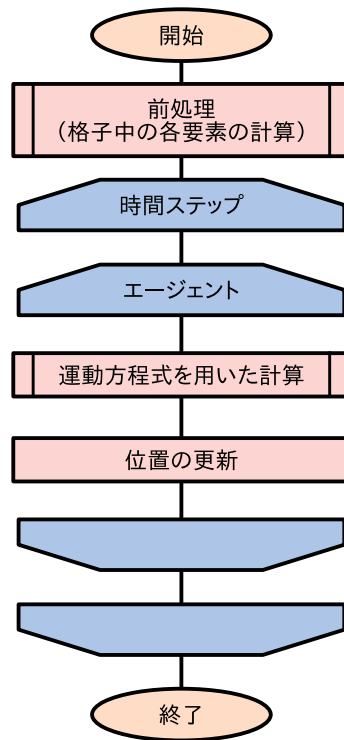 開始
前処理
（格子中の各要素の計算）
時間ステップ
エージェント
運動方程式を用いた計算
位置の更新
終了